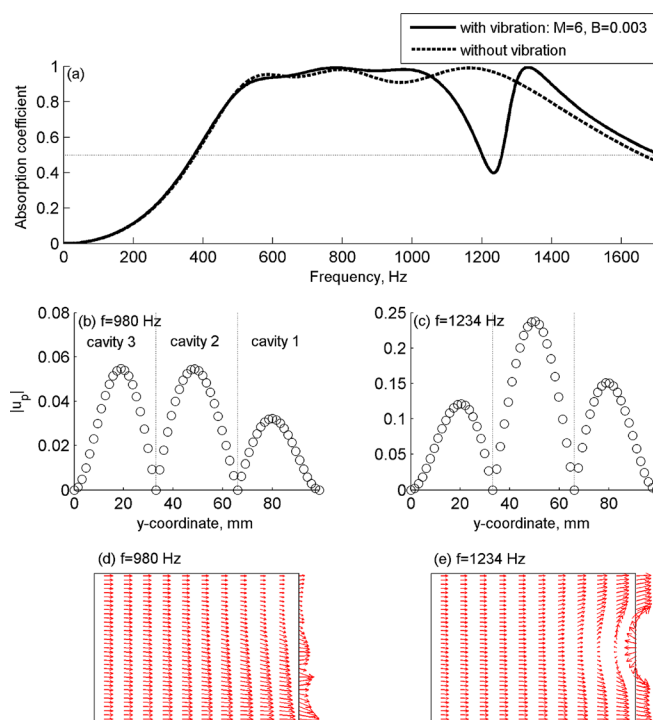 with vibration: M=6, B=0.003
without vibration
(a)
Absorption coefficient
1
0.8
0.6
0.4
0.2
0
0 200 400 600 800 1000 1200 1400 1600
Frequency, Hz
(b) f=980 Hz
cavity 3 cavity 2 cavity 1
|u_p|
0.08
0.06
0.04
0.02
0
0 20 40 60 80
y-coordinate, mm
(c) f=1234 Hz
0.25
0.2
0.15
0.1
0.05
0
0 20 40 60 80
y-coordinate, mm
(d) f=980 Hz
(e) f=1234 Hz